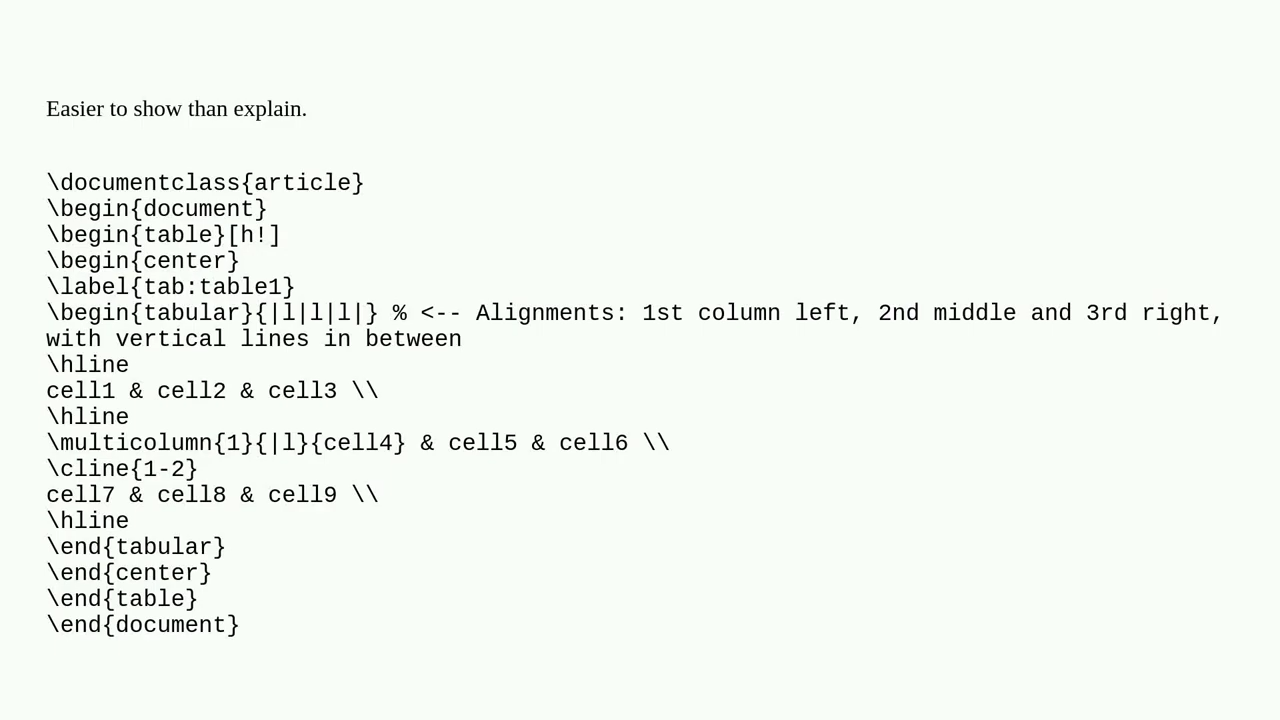 Easier to show than explain.
\documentclass{article}
\begin{document}
\begin{table}[h!]
\begin{center}
\label{tab:table1}
\begin{tabular}{|l|l|l|} % <-- Alignments: 1st column left, 2nd middle and 3rd right,
with vertical lines in between
\hline
cell1 & cell2 & cell3 \\
\hline
\multicolumn{1}{|l}{cell4} & cell5 & cell6 \\
\cline{1-2}
cell7 & cell8 & cell9 \\
\hline
\end{tabular}
\end{center}
\end{table}
\end{document}